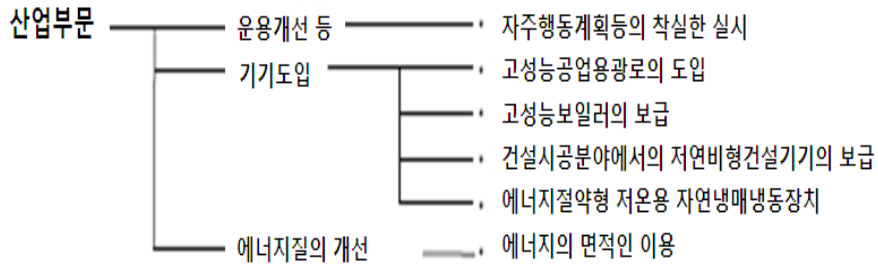 산업부문
운용개선 등 · 자주행동계획등의 착실한 실시
기기도입 · 고성능공업용광로의 도입
· 고성능보일러의 보급
· 건설시공분야에서의 저연비형건설기기의 보급
· 에너지절약형 저온용 자연냉매냉동장치
에너지질의 개선 · 에너지의 면적인 이용